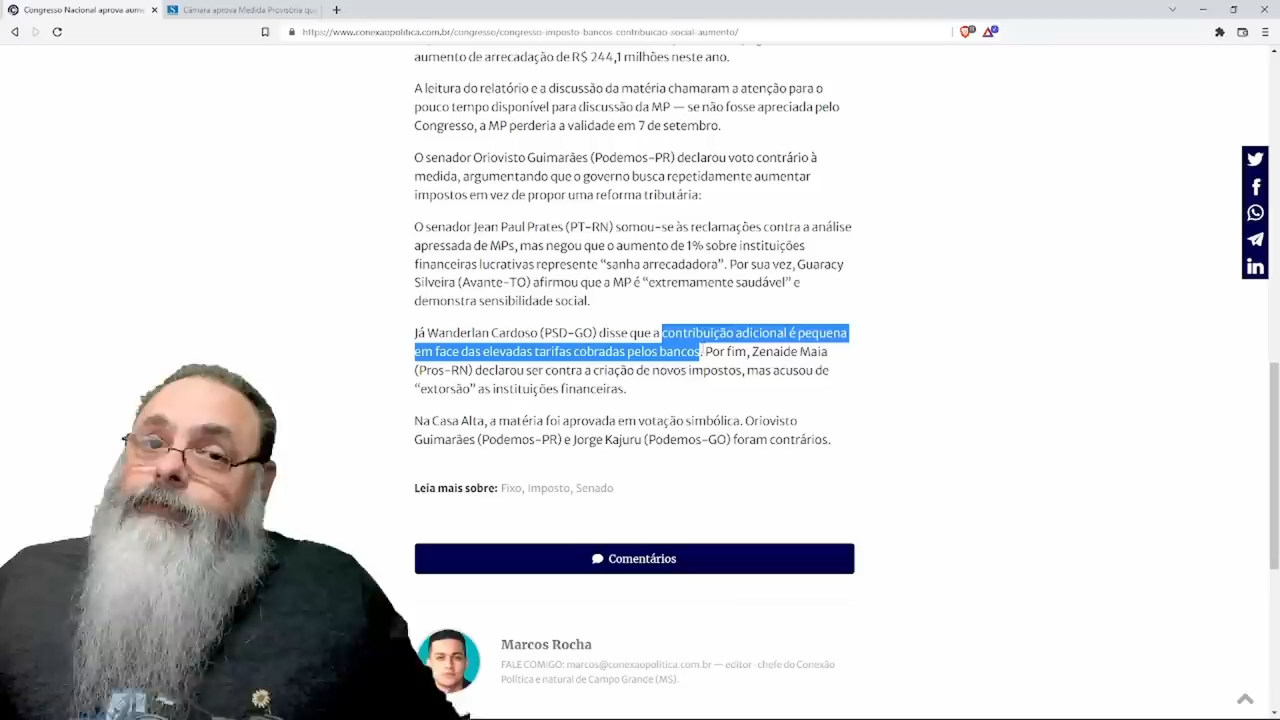 Congresso Nacional aprova aume
Câmara aprova Medida Provisória que
https://www.conexaopolitica.com.br/congresso/congresso-imposto-bancos-contribuicao-social-aumento/
aumento de arrecadação de R$ 244,1 milhões neste ano.
A leitura do relatório e a discussão da matéria chamaram a atenção para o
pouco tempo disponível para discussão da MP — se não fosse apreciada pelo
Congresso, a MP perderia a validade em 7 de setembro.
O senador Oriovisto Guimarães (Podemos-PR) declarou voto contrário à
medida, argumentando que o governo busca repetidamente aumentar
impostos em vez de propor uma reforma tributária:
O senador Jean Paul Prates (PT-RN) somou-se às reclamações contra a análise
apressada de MPs, mas negou que o aumento de 1% sobre instituições
financeiras lucrativas represente “sanha arrecadadora”. Por sua vez, Guaracy
Silveira (Avante-TO) afirmou que a MP é “extremamente saudável” e
demonstra sensibilidade social.
Já Wanderlan Cardoso (PSD-GO) disse que a contribuição adicional é pequena
em face das elevadas tarifas cobradas pelos bancos. Por fim, Zenaide Maia
(Pros-RN) declarou ser contra a criação de novos impostos, mas acusou de
“extorsão” as instituições financeiras.
Na Casa Alta, a matéria foi aprovada em votação simbólica. Oriovisto
Guimarães (Podemos-PR) e Jorge Kajuru (Podemos-GO) foram contrários.
Leia mais sobre: Fixo, Imposto, Senado
Comentários
Marcos Rocha
FALE COMIGO: marcos@conexaopolitica.com.br — editor-chefe do Conexão
Política e natural de Campo Grande (MS).